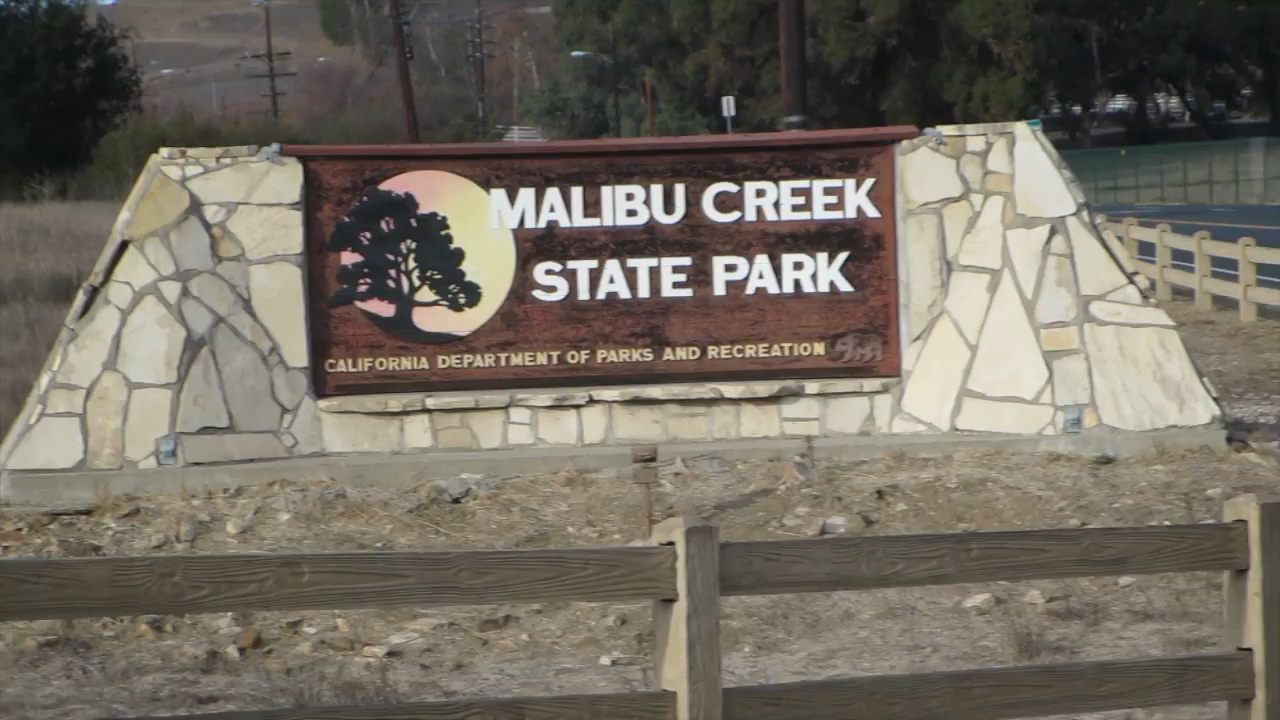 MALIBU CREEK
STATE PARK
CALIFORNIA DEPARTMENT OF PARKS AND RECREATION